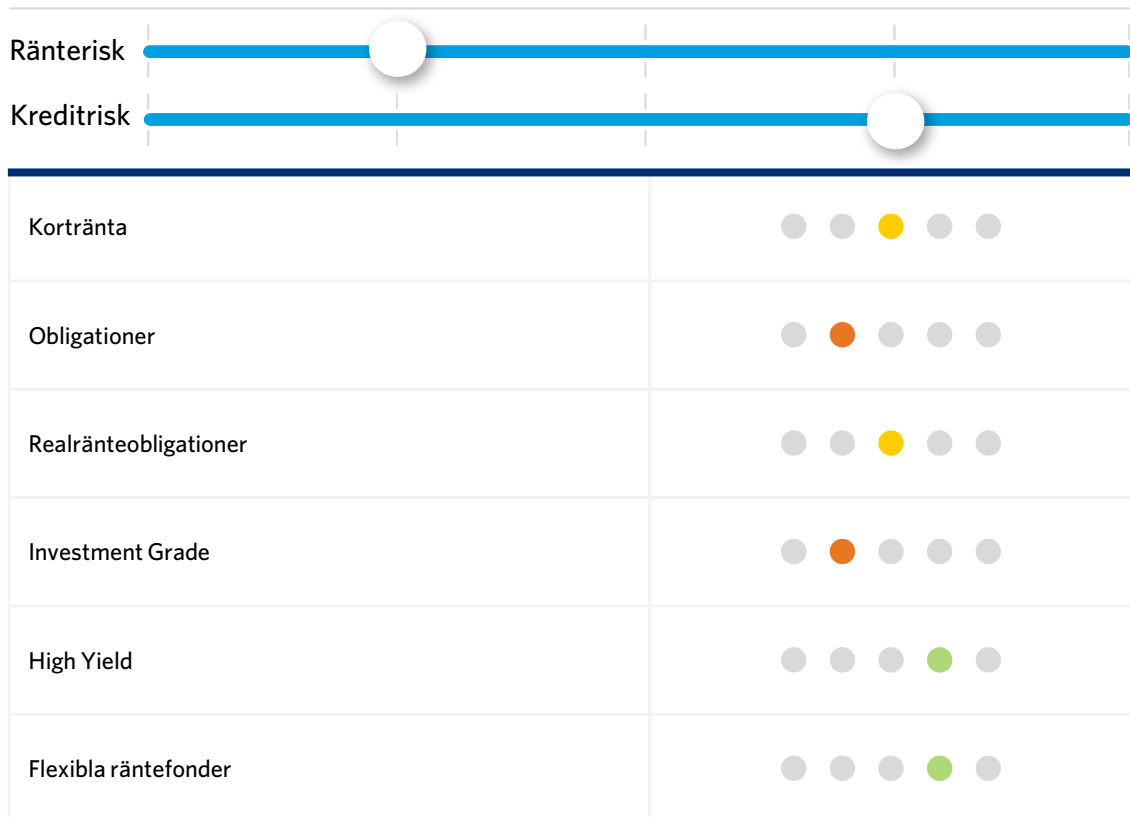 Ränterisk
Kreditrisk
Kortränta
Obligationer
Realränteobligationer
Investment Grade
High Yield
Flexibla räntefonder